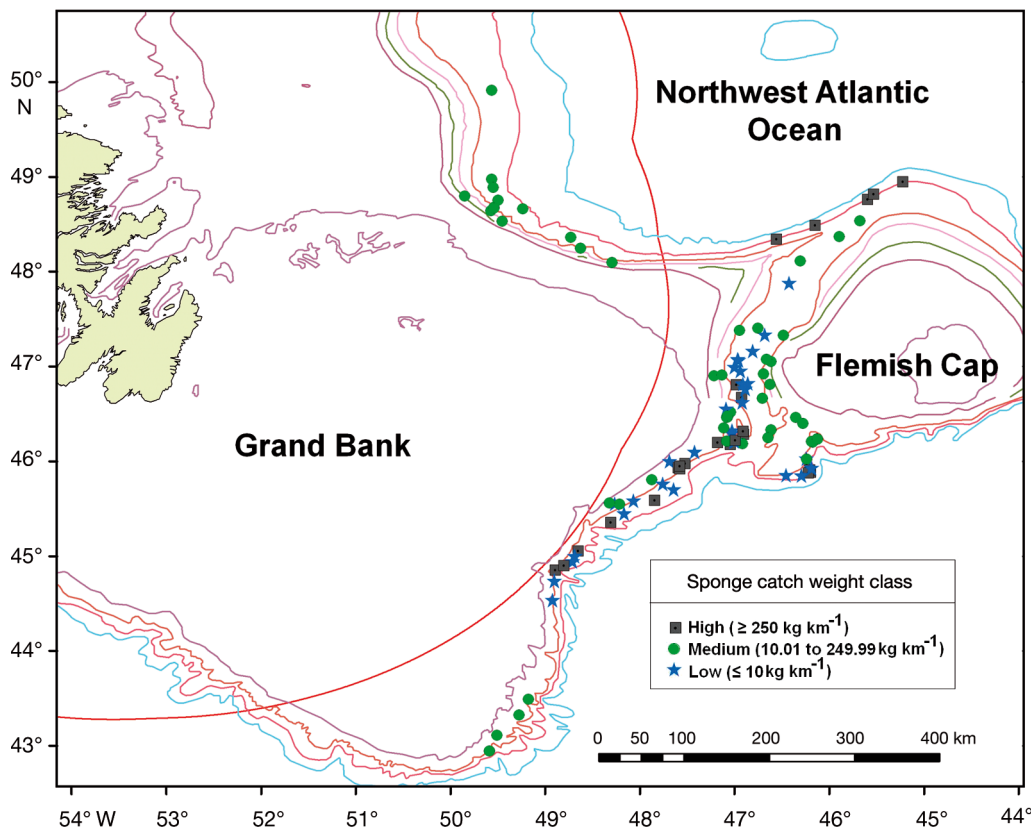 50°
N
49°
48°
47°
46°
45°
44°
43°
Northwest Atlantic
Ocean
Flemish Cap
Grand Bank
Sponge catch weight class
High (≥ 250 kg km⁻¹)
Medium (10.01 to 249.99 kg km⁻¹)
Low (≤ 10 kg km⁻¹)
0 50 100 200 300 400 km
54° W 53° 52° 51° 50° 49° 48° 47° 46° 45° 44°